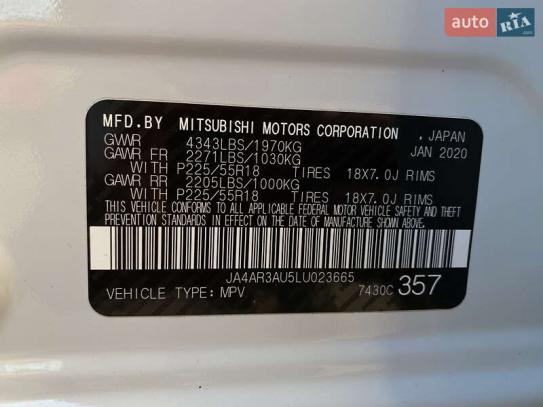 auto RIA
MFD.BY MITSUBISHI MOTORS CORPORATION , JAPAN
GVWR 4343LBS/1970KG JAN 2020
GAWR FR 2271LBS/1030KG
WITH P225/55R18 TIRES 18X7.0J RIMS
GAWR RR 2205LBS/1000KG
WITH P225/55R18 TIRES 18X7.0J RIMS
THIS VEHICLE CONFORMS TO ALL APPLICABLE FEDERAL MOTOR VEHICLE SAFETY AND THEFT
PREVENTION STANDARDS IN EFFECT ON THE DATE OF MANUFACTURE SHOWN ABOVE.
JA4AR3AU5LU023665
VEHICLE TYPE: MPV 7430C 357